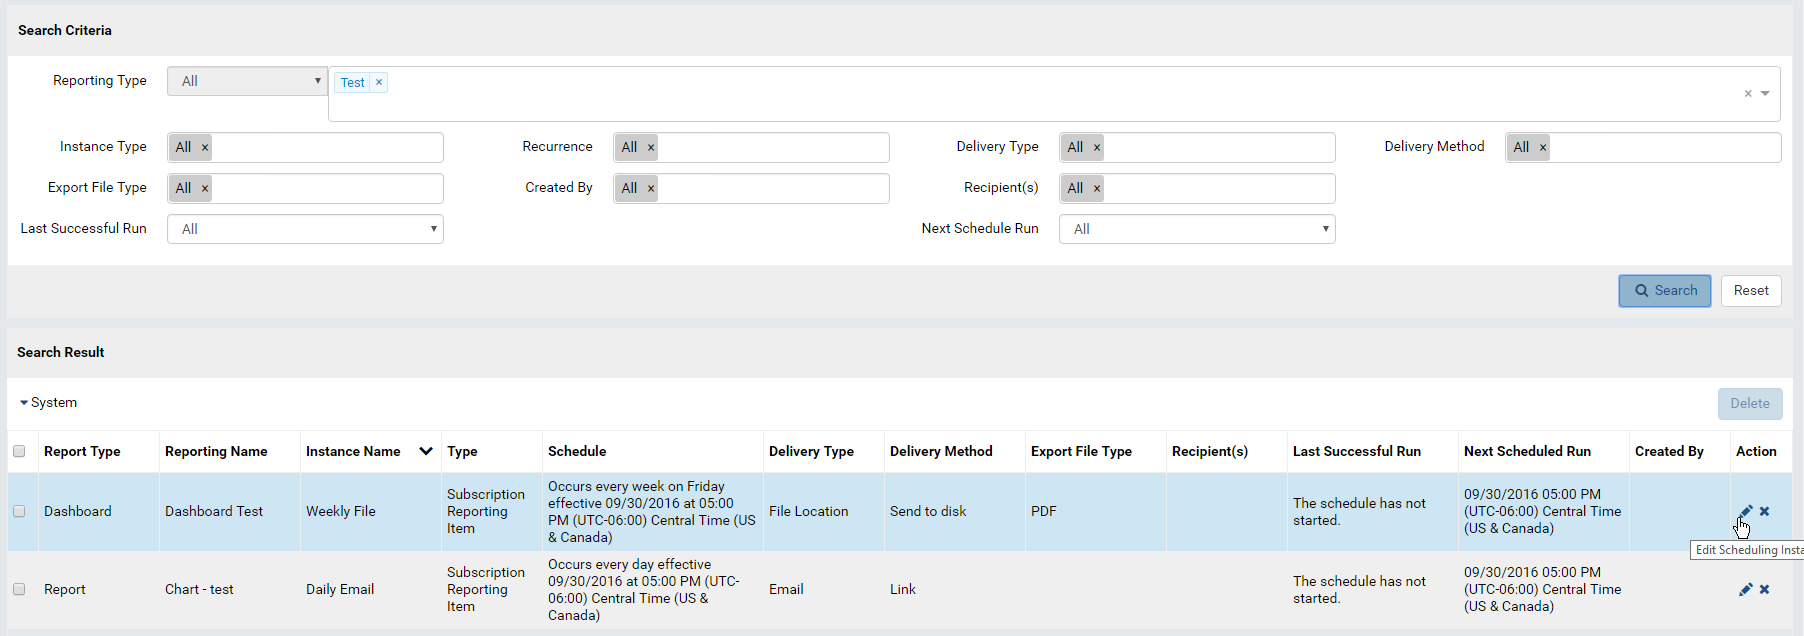 Search Criteria
Reporting Type All ▾ Test × × ▾
Instance Type All × Recurrence All × Delivery Type All × Delivery Method All ×
Export File Type All × Created By All × Recipient(s) All ×
Last Successful Run All ▾ Next Schedule Run All ▾
Search Reset
Search Result
System Delete
Report Type Reporting Name Instance Name Type Schedule Delivery Type Delivery Method Export File Type Recipient(s) Last Successful Run Next Scheduled Run Created By Action
Dashboard
Dashboard Test
Weekly File
Subscription
Reporting
Item
Occurs every week on Friday
effective 09/30/2016 at 05:00
PM (UTC-06:00) Central Time (US
& Canada)
File Location
Send to disk
PDF
The schedule has not
started.
09/30/2016 05:00 PM
(UTC-06:00) Central Time
(US & Canada)
Edit Scheduling Insta
Report
Chart - test
Daily Email
Subscription
Reporting
Item
Occurs every day effective
09/30/2016 at 05:00 PM (UTC-
06:00) Central Time (US &
Canada)
Email
Link
The schedule has not
started.
09/30/2016 05:00 PM
(UTC-06:00) Central Time
(US & Canada)